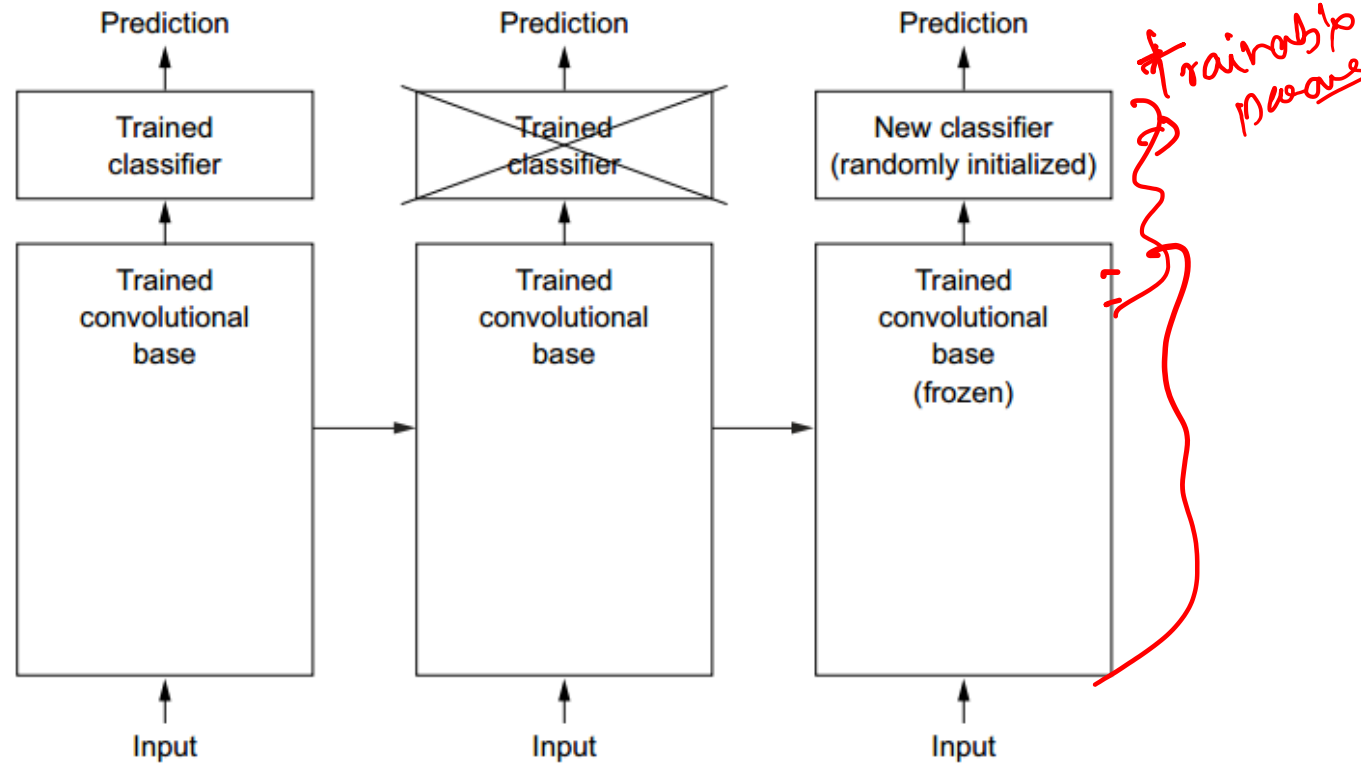 Prediction
Trained
classifier
Trained
convolutional
base
Input
Prediction
Trained
classifier
Trained
convolutional
base
Input
Prediction
New classifier
(randomly initialized)
Trained
convolutional
base
(frozen)
Input
Trainable